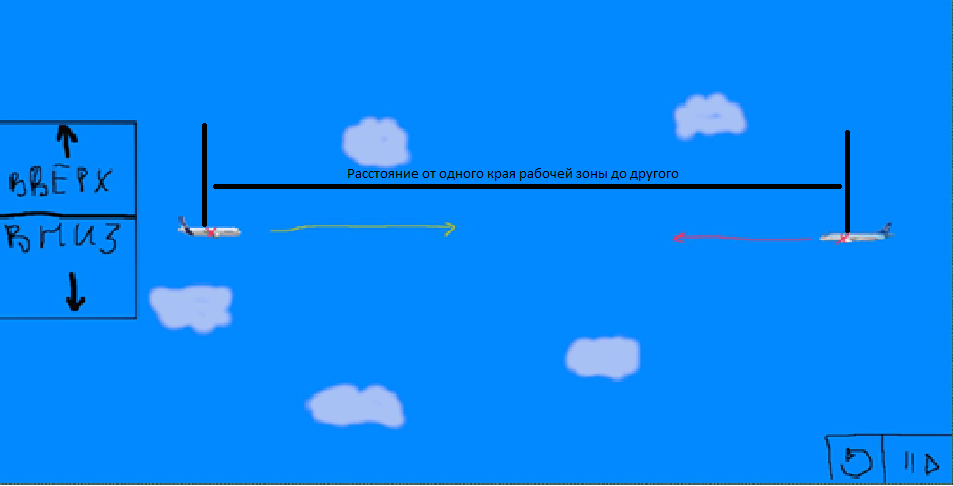 Расстояние от одного края рабочей зоны до другого
ВВЕРХ
ВНИЗ